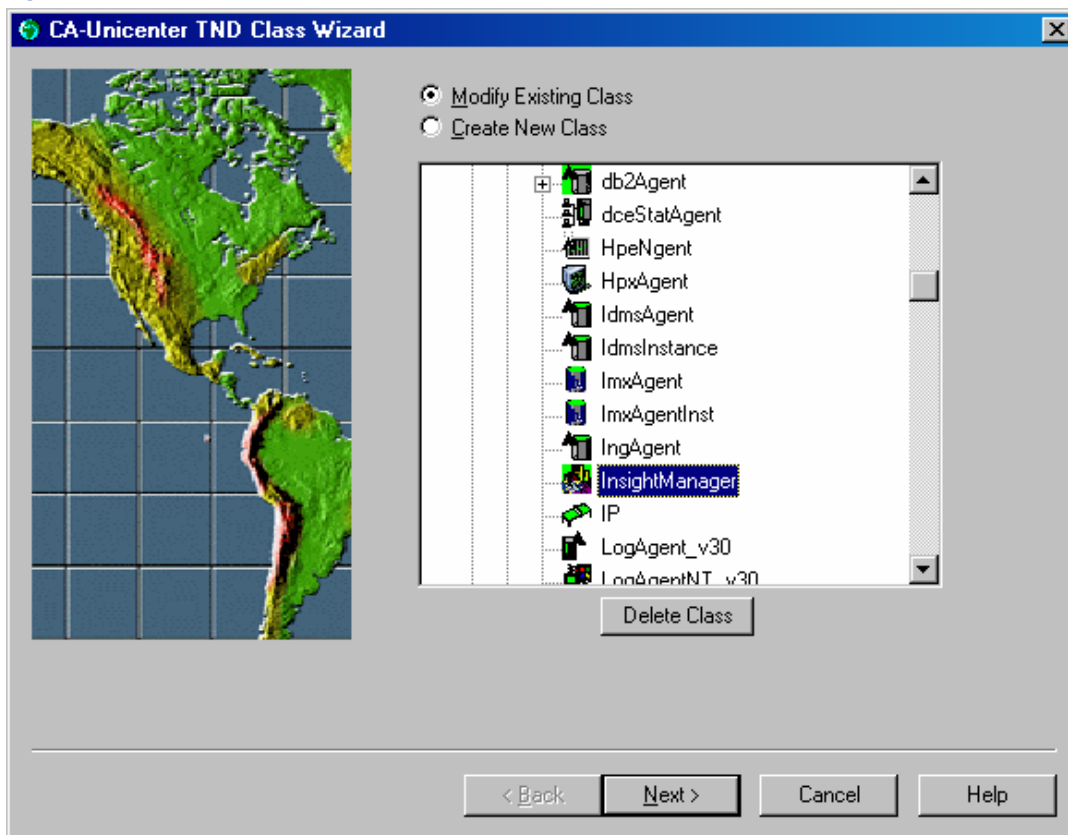 CA-Unicenter TND Class Wizard
Modify Existing Class
Create New Class
db2Agent
dceStatAgent
HpeNgent
HpxAgent
IdmsAgent
IdmsInstance
ImxAgent
ImxAgentInst
IngAgent
InsightManager
IP
LogAgent_v30
LogAgentNT_v30
Delete Class
< Back
Next >
Cancel
Help